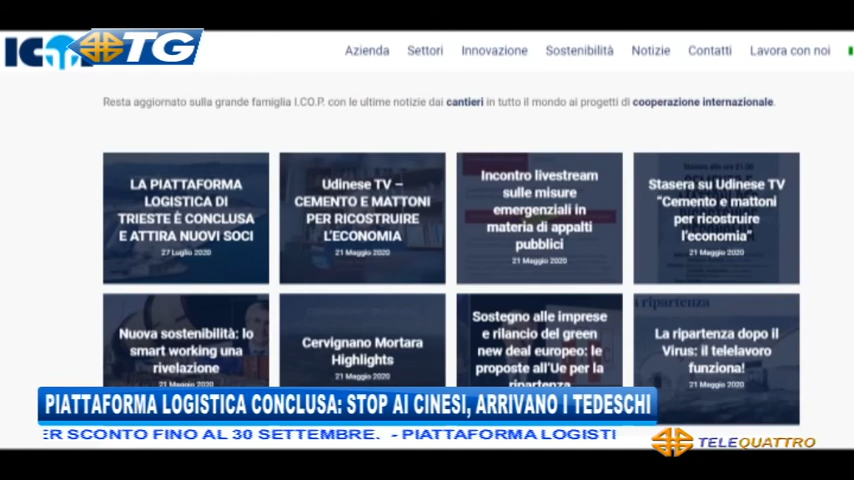 TG
Azienda Settori Innovazione Sostenibilità Notizie Contatti Lavora con noi
Resta aggiornato sulla grande famiglia I.CO.P. con le ultime notizie dai cantieri in tutto il mondo ai progetti di cooperazione internazionale.
LA PIATTAFORMA
LOGISTICA DI
TRIESTE È CONCLUSA
E ATTIRA NUOVI SOCI
27 Luglio 2020
Udinese TV –
CEMENTO E MATTONI
PER RICOSTRUIRE
L'ECONOMIA
21 Maggio 2020
Incontro livestream
sulle misure
emergenziali in
materia di appalti
pubblici
21 Maggio 2020
Stasera su Udinese TV
"Cemento e mattoni
per ricostruire
l'economia"
21 Maggio 2020
Nuova sostenibilità: lo
smart working una
rivelazione
21 Maggio 2020
Cervignano Mortara
Highlights
21 Maggio 2020
Sostegno alle imprese
e rilancio del green
new deal europeo: le
proposte all'Ue per la
ripartenza
La ripartenza dopo il
Virus: il telelavoro
funziona!
21 Maggio 2020
PIATTAFORMA LOGISTICA CONCLUSA: STOP AI CINESI, ARRIVANO I TEDESCHI
ER SCONTO FINO AL 30 SETTEMBRE. - PIATTAFORMA LOGISTI
TELEQUATTRO